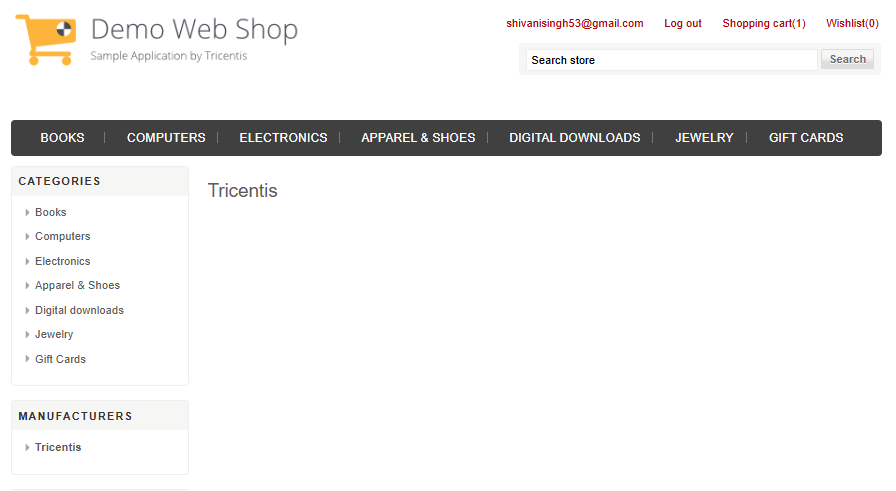 Demo Web Shop
Sample Application by Tricentis
shivanisingh53@gmail.com Log out Shopping cart(1) Wishlist(0)
Search store Search
BOOKS COMPUTERS ELECTRONICS APPAREL & SHOES DIGITAL DOWNLOADS JEWELRY GIFT CARDS
CATEGORIES
Books
Computers
Electronics
Apparel & Shoes
Digital downloads
Jewelry
Gift Cards
MANUFACTURERS
Tricentis
Tricentis